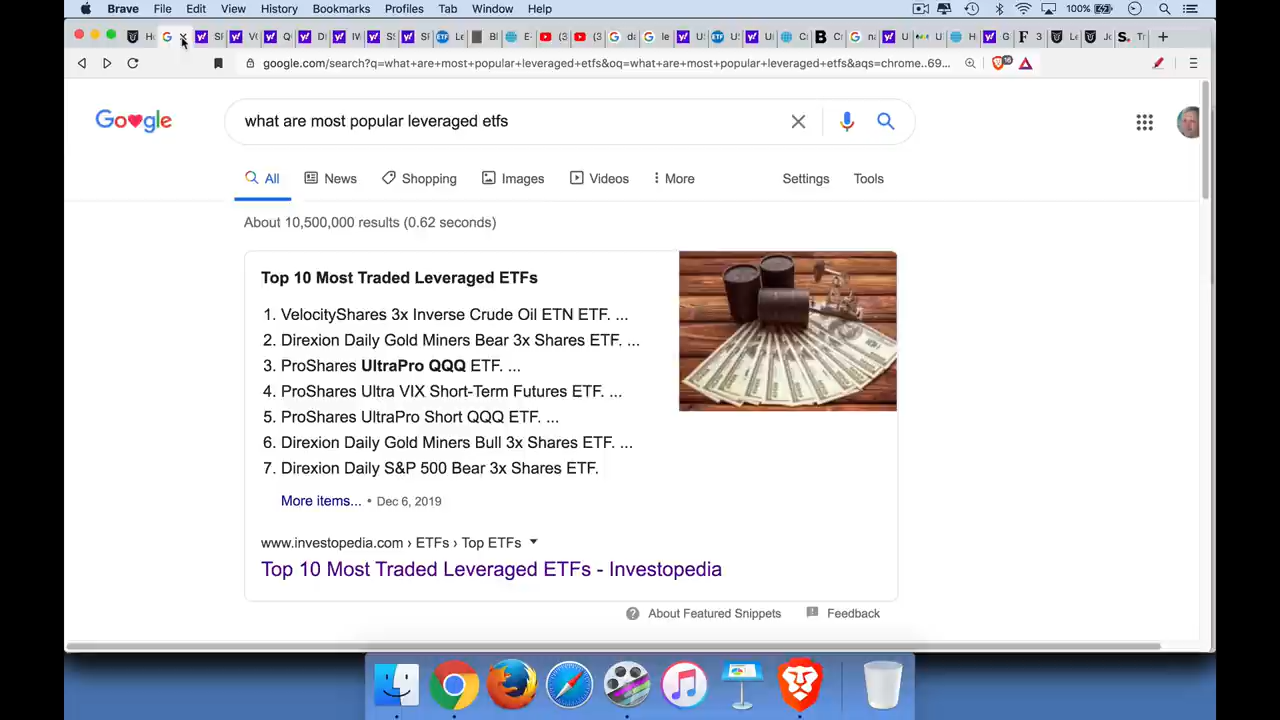 Brave File Edit View History Bookmarks Profiles Tab Window Help 100%
google.com/search?q=what+are+most+popular+leveraged+etfs&oq=what+are+most+popular+leveraged+etfs&aqs=chrome..69...
Go gle
what are most popular leveraged etfs
All News Shopping Images Videos More Settings Tools
About 10,500,000 results (0.62 seconds)
Top 10 Most Traded Leveraged ETFs
1. VelocityShares 3x Inverse Crude Oil ETN ETF. ...
2. Direxion Daily Gold Miners Bear 3x Shares ETF. ...
3. ProShares UltraPro QQQ ETF. ...
4. ProShares Ultra VIX Short-Term Futures ETF. ...
5. ProShares UltraPro Short QQQ ETF. ...
6. Direxion Daily Gold Miners Bull 3x Shares ETF. ...
7. Direxion Daily S&P 500 Bear 3x Shares ETF.
More items... • Dec 6, 2019
www.investopedia.com › ETFs › Top ETFs
Top 10 Most Traded Leveraged ETFs - Investopedia
About Featured Snippets Feedback